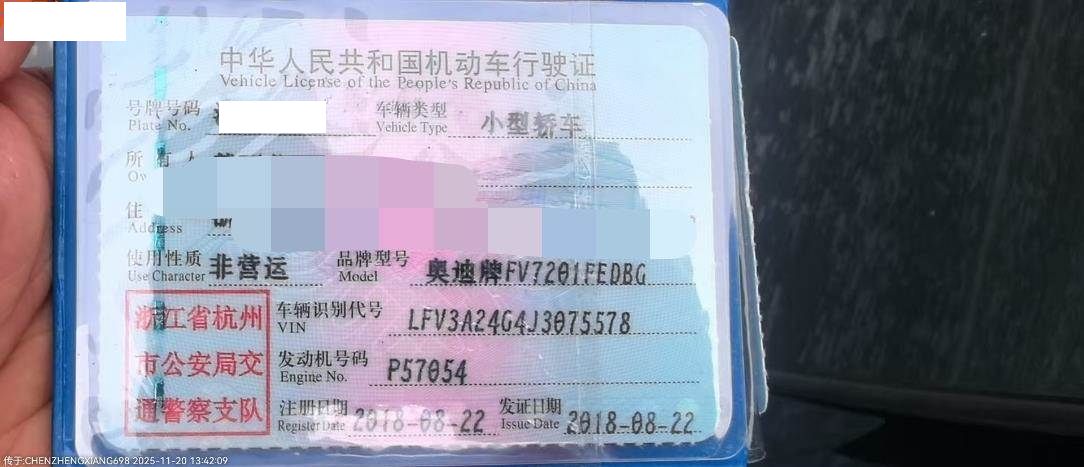 中华人民共和国机动车行驶证
Vehicle License of the People's Republic of China
号牌号码 车辆类型 小型轿车
Plate No. Vehicle Type
所有人
住
Address
使用性质 非营运 品牌型号 奥迪牌FV7201FEDBG
Use Character Model
浙江省杭州 车辆识别代号 LFV3A24G4J3075578
VIN
市公安局交 发动机号码 P57054
Engine No.
通警察支队 注册日期 2018-08-22 发证日期 2018-08-22
Register Date Issue Date
传于:CHENZHENGXIANG698 2025-11-20 13:42:09